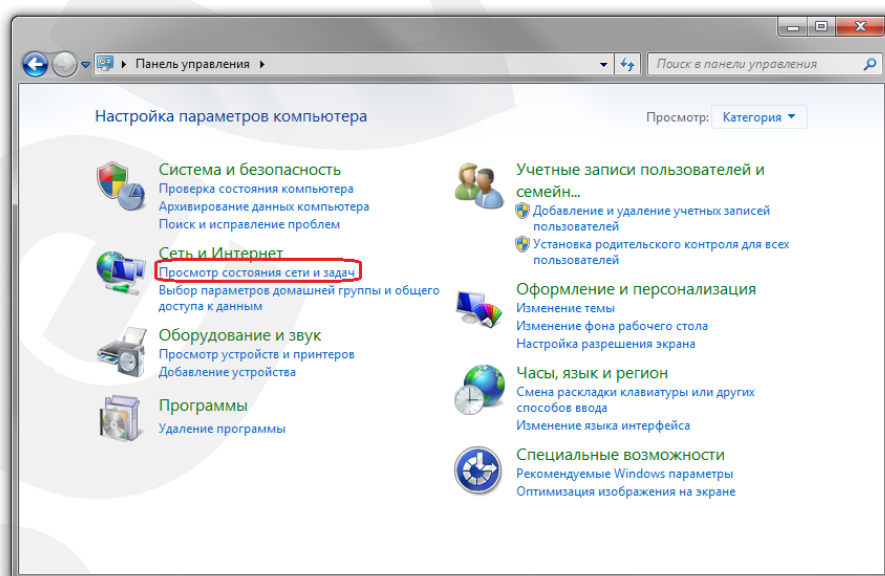 Панель управления
Поиск в панели управления
Настройка параметров компьютера
Просмотр: Категория
Система и безопасность
Проверка состояния компьютера
Архивирование данных компьютера
Поиск и исправление проблем
Сеть и Интернет
Просмотр состояния сети и задач
Выбор параметров домашней группы и общего
доступа к данным
Оборудование и звук
Просмотр устройств и принтеров
Добавление устройства
Программы
Удаление программы
Учетные записи пользователей и
семейн...
Добавление и удаление учетных записей
пользователей
Установка родительского контроля для всех
пользователей
Оформление и персонализация
Изменение темы
Изменение фона рабочего стола
Настройка разрешения экрана
Часы, язык и регион
Смена раскладки клавиатуры или других
способов ввода
Изменение языка интерфейса
Специальные возможности
Рекомендуемые Windows параметры
Оптимизация изображения на экране